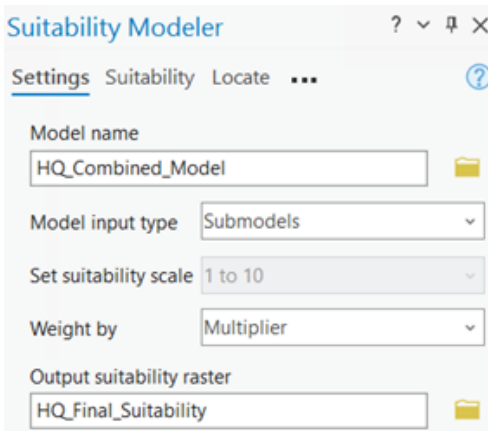 Suitability Modeler ?
Settings Suitability Locate ...
?
Model name
HQ_Combined_Model
Model input type Submodels
Set suitability scale 1 to 10
Weight by Multiplier
Output suitability raster
HQ_Final_Suitability